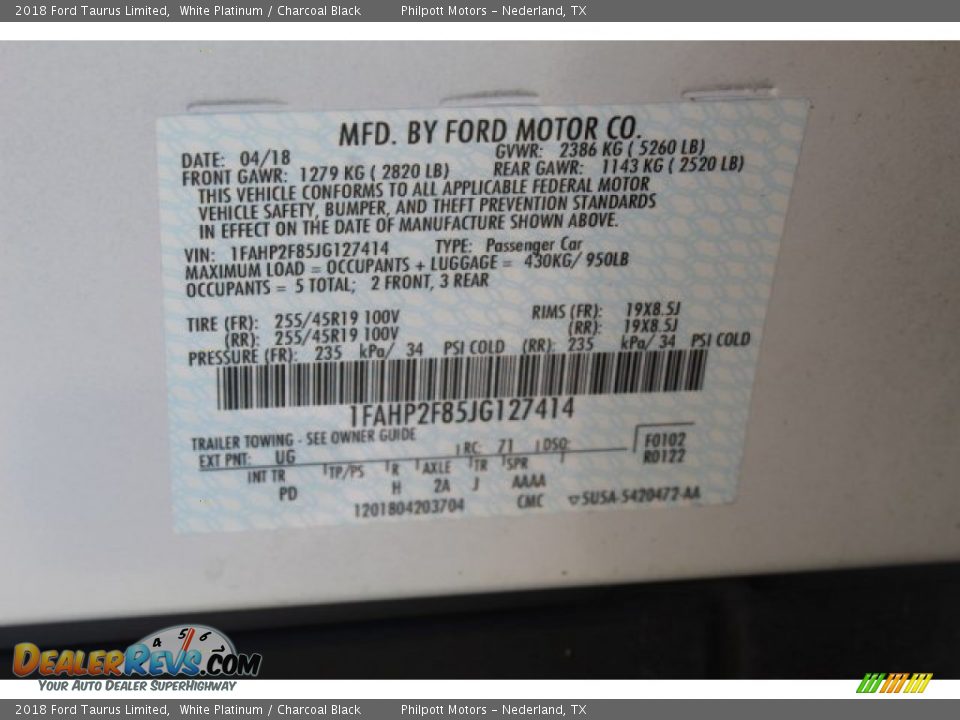 2018 Ford Taurus Limited, White Platinum / Charcoal Black Philpott Motors - Nederland, TX
MFD. BY FORD MOTOR CO.
DATE: 04/18 GVWR: 2386 KG ( 5260 LB)
FRONT GAWR: 1279 KG ( 2820 LB) REAR GAWR: 1143 KG ( 2520 LB)
THIS VEHICLE CONFORMS TO ALL APPLICABLE FEDERAL MOTOR
VEHICLE SAFETY, BUMPER, AND THEFT PREVENTION STANDARDS
IN EFFECT ON THE DATE OF MANUFACTURE SHOWN ABOVE.
VIN: 1FAHP2F85JG127414 TYPE: Passenger Car
MAXIMUM LOAD = OCCUPANTS + LUGGAGE = 430KG/ 950LB
OCCUPANTS = 5 TOTAL; 2 FRONT, 3 REAR
TIRE (FR): 255/45R19 100V RIMS (FR): 19X8.5J
(RR): 255/45R19 100V (RR): 19X8.5J
PRESSURE (FR): 235 kPa/ 34 PSI COLD (RR): 235 kPa/ 34 PSI COLD
1FAHP2F85JG127414
TRAILER TOWING - SEE OWNER GUIDE
EXT PNT: UG RC: 71 DSO: F0102
R0122
INT TR TP/PS R AXLE TR SPR
PD H 2A J AAAA
1201804203704 CMC ▽5USA-5420472-AA
4 5 6
DEALERREVS.COM
YOUR AUTO DEALER SUPERHIGHWAY
2018 Ford Taurus Limited, White Platinum / Charcoal Black Philpott Motors - Nederland, TX